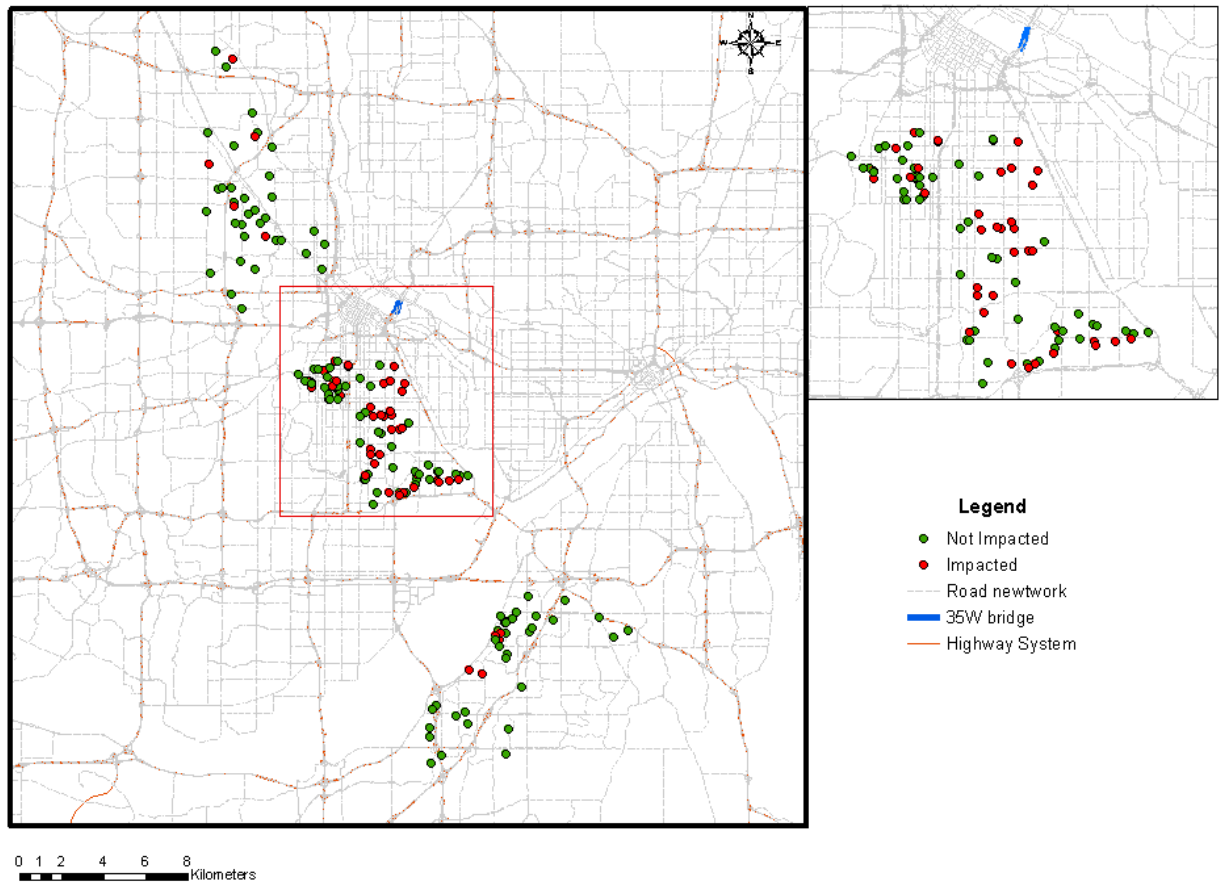 N
W E
S
Legend
Not Impacted
Impacted
Road newtwork
35W bridge
Highway System
0 1 2 4 6 8
Kilometers